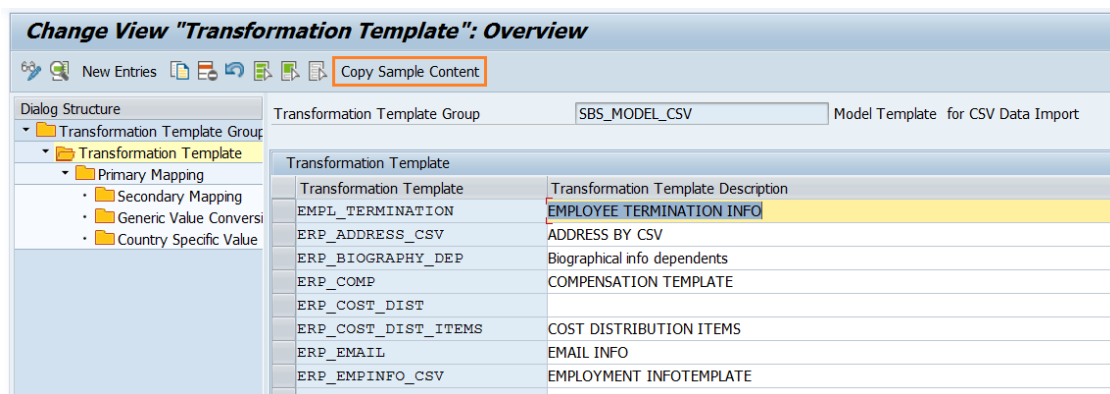 Change View "Transformation Template": Overview
New Entries Copy Sample Content
Dialog Structure
Transformation Template Group
Transformation Template
Primary Mapping
Secondary Mapping
Generic Value Conversi
Country Specific Value
Transformation Template Group SBS_MODEL_CSV Model Template for CSV Data Import
Transformation Template
Transformation Template Transformation Template Description
EMPL_TERMINATION EMPLOYEE TERMINATION INFO
ERP_ADDRESS_CSV ADDRESS BY CSV
ERP_BIOGRAPHY_DEP Biographical info dependents
ERP_COMP COMPENSATION TEMPLATE
ERP_COST_DIST
ERP_COST_DIST_ITEMS COST DISTRIBUTION ITEMS
ERP_EMAIL EMAIL INFO
ERP_EMPINFO_CSV EMPLOYMENT INFOTEMPLATE